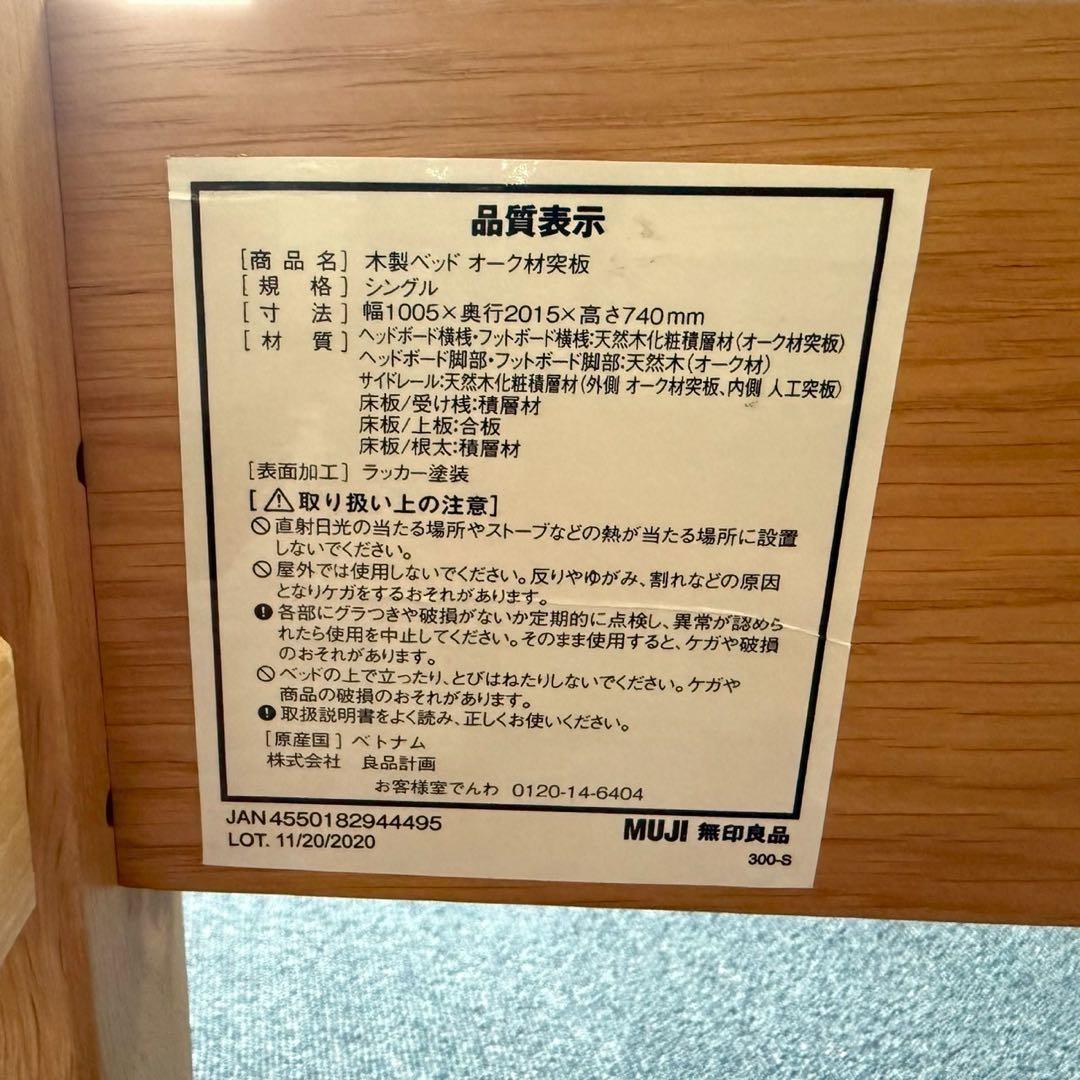 品質表示
[商品名] 木製ベッド オーク材突板
[規格] シングル
[寸法] 幅1005×奥行2015×高さ740mm
[材質] ヘッドボード横桟・フットボード横桟:天然木化粧積層材(オーク材突板)
ヘッドボード脚部・フットボード脚部:天然木(オーク材)
サイドレール:天然木化粧積層材(外側 オーク材突板、内側 人工突板)
床板/受け桟:積層材
床板/上板:合板
床板/根太:積層材
[表面加工] ラッカー塗装
[⚠取り扱い上の注意]
🚫直射日光の当たる場所やストーブなどの熱が当たる場所に設置
しないでください。
🚫屋外では使用しないでください。反りやゆがみ、割れなどの原因
となりケガをするおそれがあります。
❗各部にグラつきや破損がないか定期的に点検し、異常が認めら
れたら使用を中止してください。そのまま使用すると、ケガや破損
のおそれがあります。
🚫ベッドの上で立ったり、とびはねたりしないでください。ケガや
商品の破損のおそれがあります。
❗取扱説明書をよく読み、正しくお使いください。
[原産国] ベトナム
株式会社 良品計画
お客様室でんわ 0120-14-6404
JAN4550182944495
LOT. 11/20/2020
MUJI 無印良品
300-S